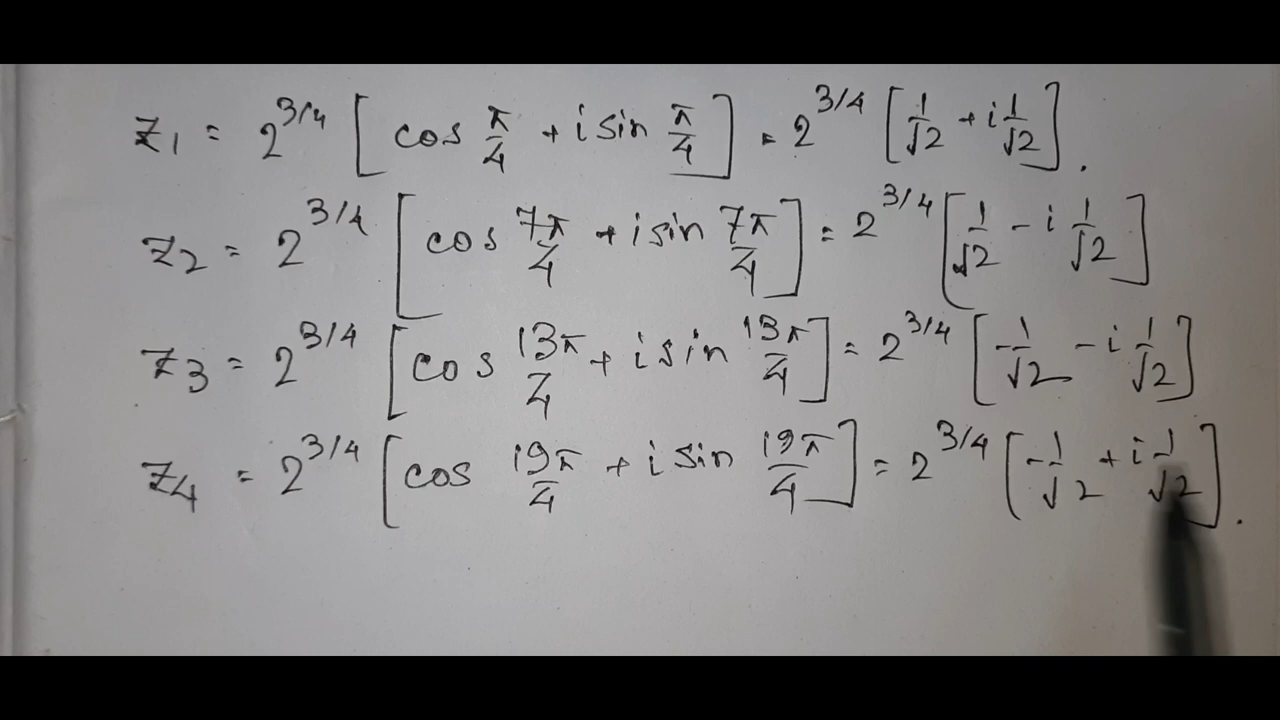 z1 = 2^3/4 [ cos π/4 + i sin π/4 ] = 2^3/4 [ 1/√2 + i 1/√2 ].
z2 = 2^3/4 [ cos 7π/4 + i sin 7π/4 ] = 2^3/4 [ 1/√2 - i 1/√2 ]
z3 = 2^3/4 [ cos 13π/4 + i sin 13π/4 ] = 2^3/4 [ -1/√2 - i 1/√2 ]
z4 = 2^3/4 [ cos 19π/4 + i sin 19π/4 ] = 2^3/4 [ -1/√2 + i 1/√2 ].